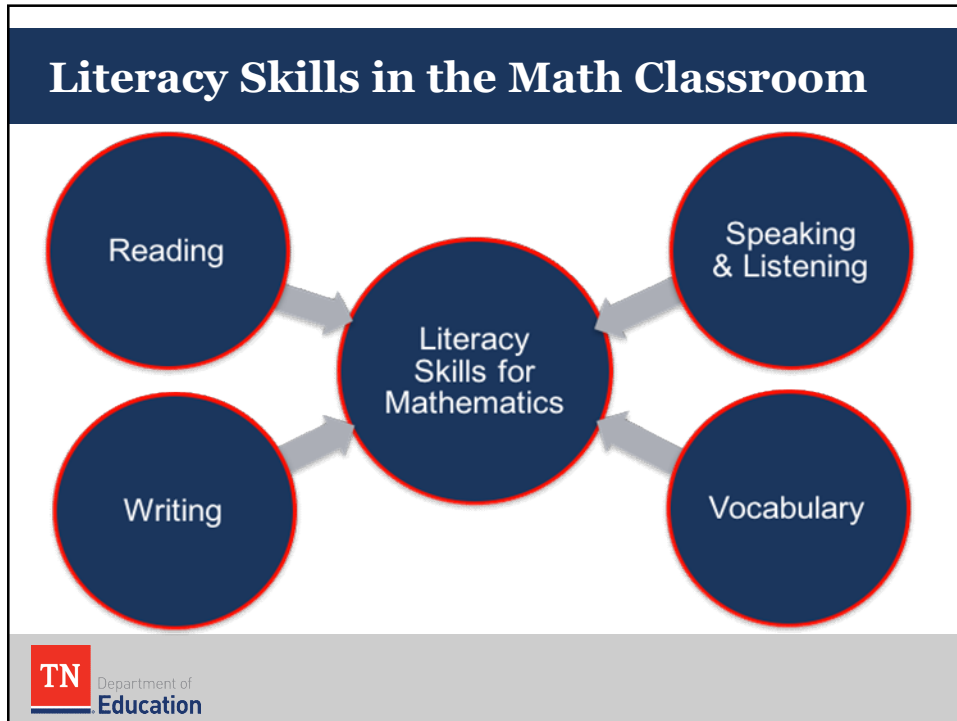 Literacy Skills in the Math Classroom
Reading
Speaking
& Listening
Literacy
Skills for
Mathematics
Writing
Vocabulary
TN
Department of
Education